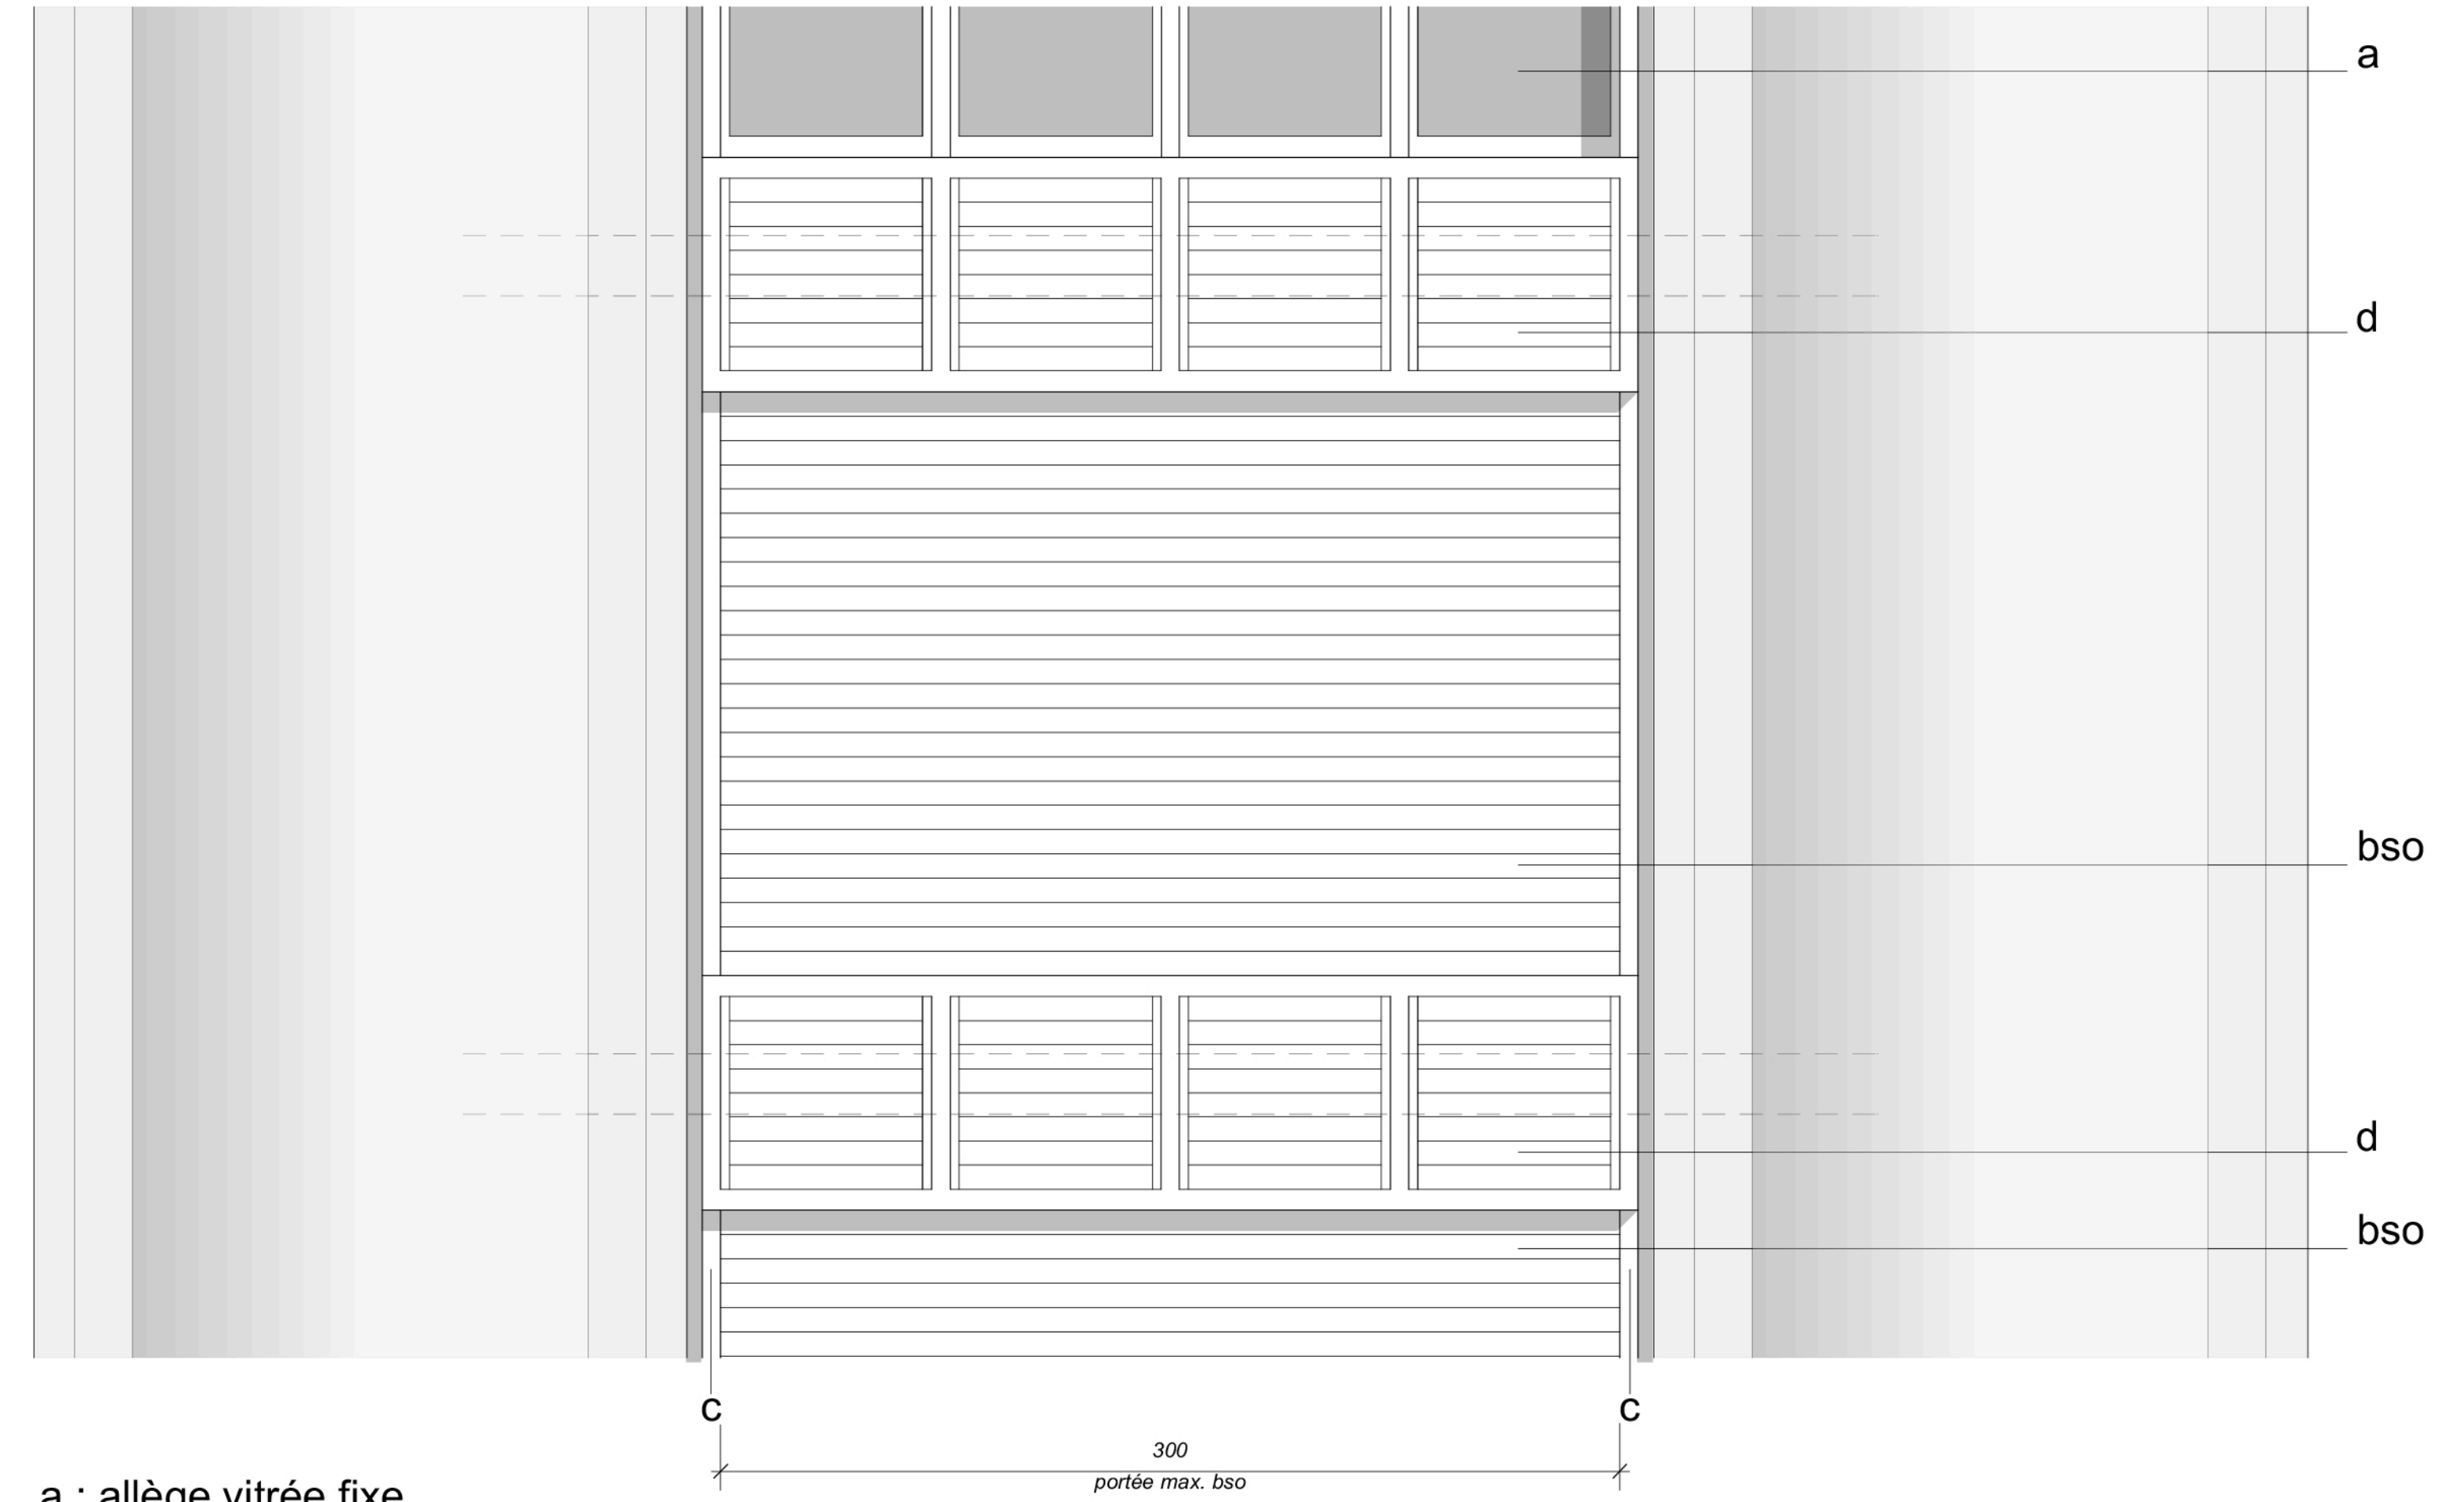 a
d
bso
d
bso
c c
300
portée max. bso
a : allège vitrée fixe